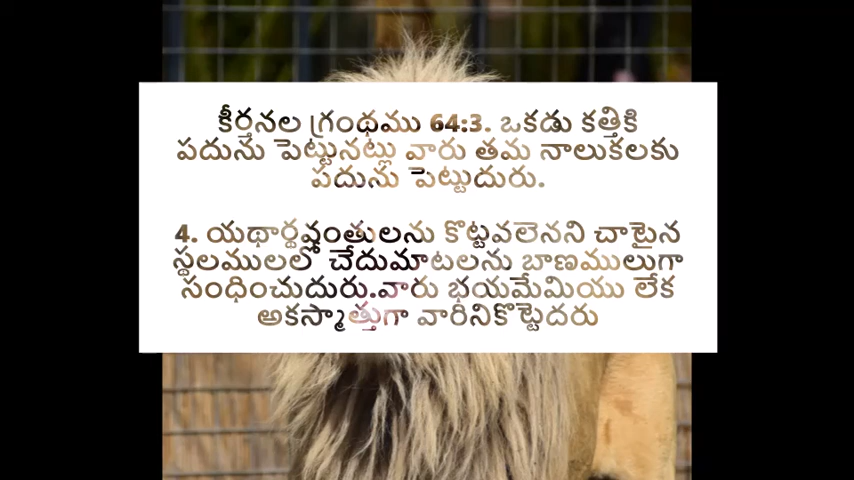 కీర్తనల గ్రంథము 64:3. ఒకడు కత్తికి
పదును పెట్టునట్లు వారు తమ నాలుకలకు
పదును పెట్టుదురు.
4. యథార్థవంతులను కొట్టవలెనని చాటైన
స్థలములలో చేదుమాటలను బాణములుగా
సంధించుదురు.వారు భయమేమియు లేక
అకస్మాత్తుగా వారినికొట్టెదరు